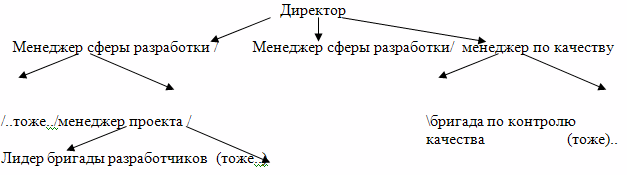 Директор
Менеджер сферы разработки / Менеджер сферы разработки/ менеджер по качеству
/..тоже../менеджер проекта / \бригада по контролю
качества (тоже)..
Лидер бригады разработчиков (тоже..)